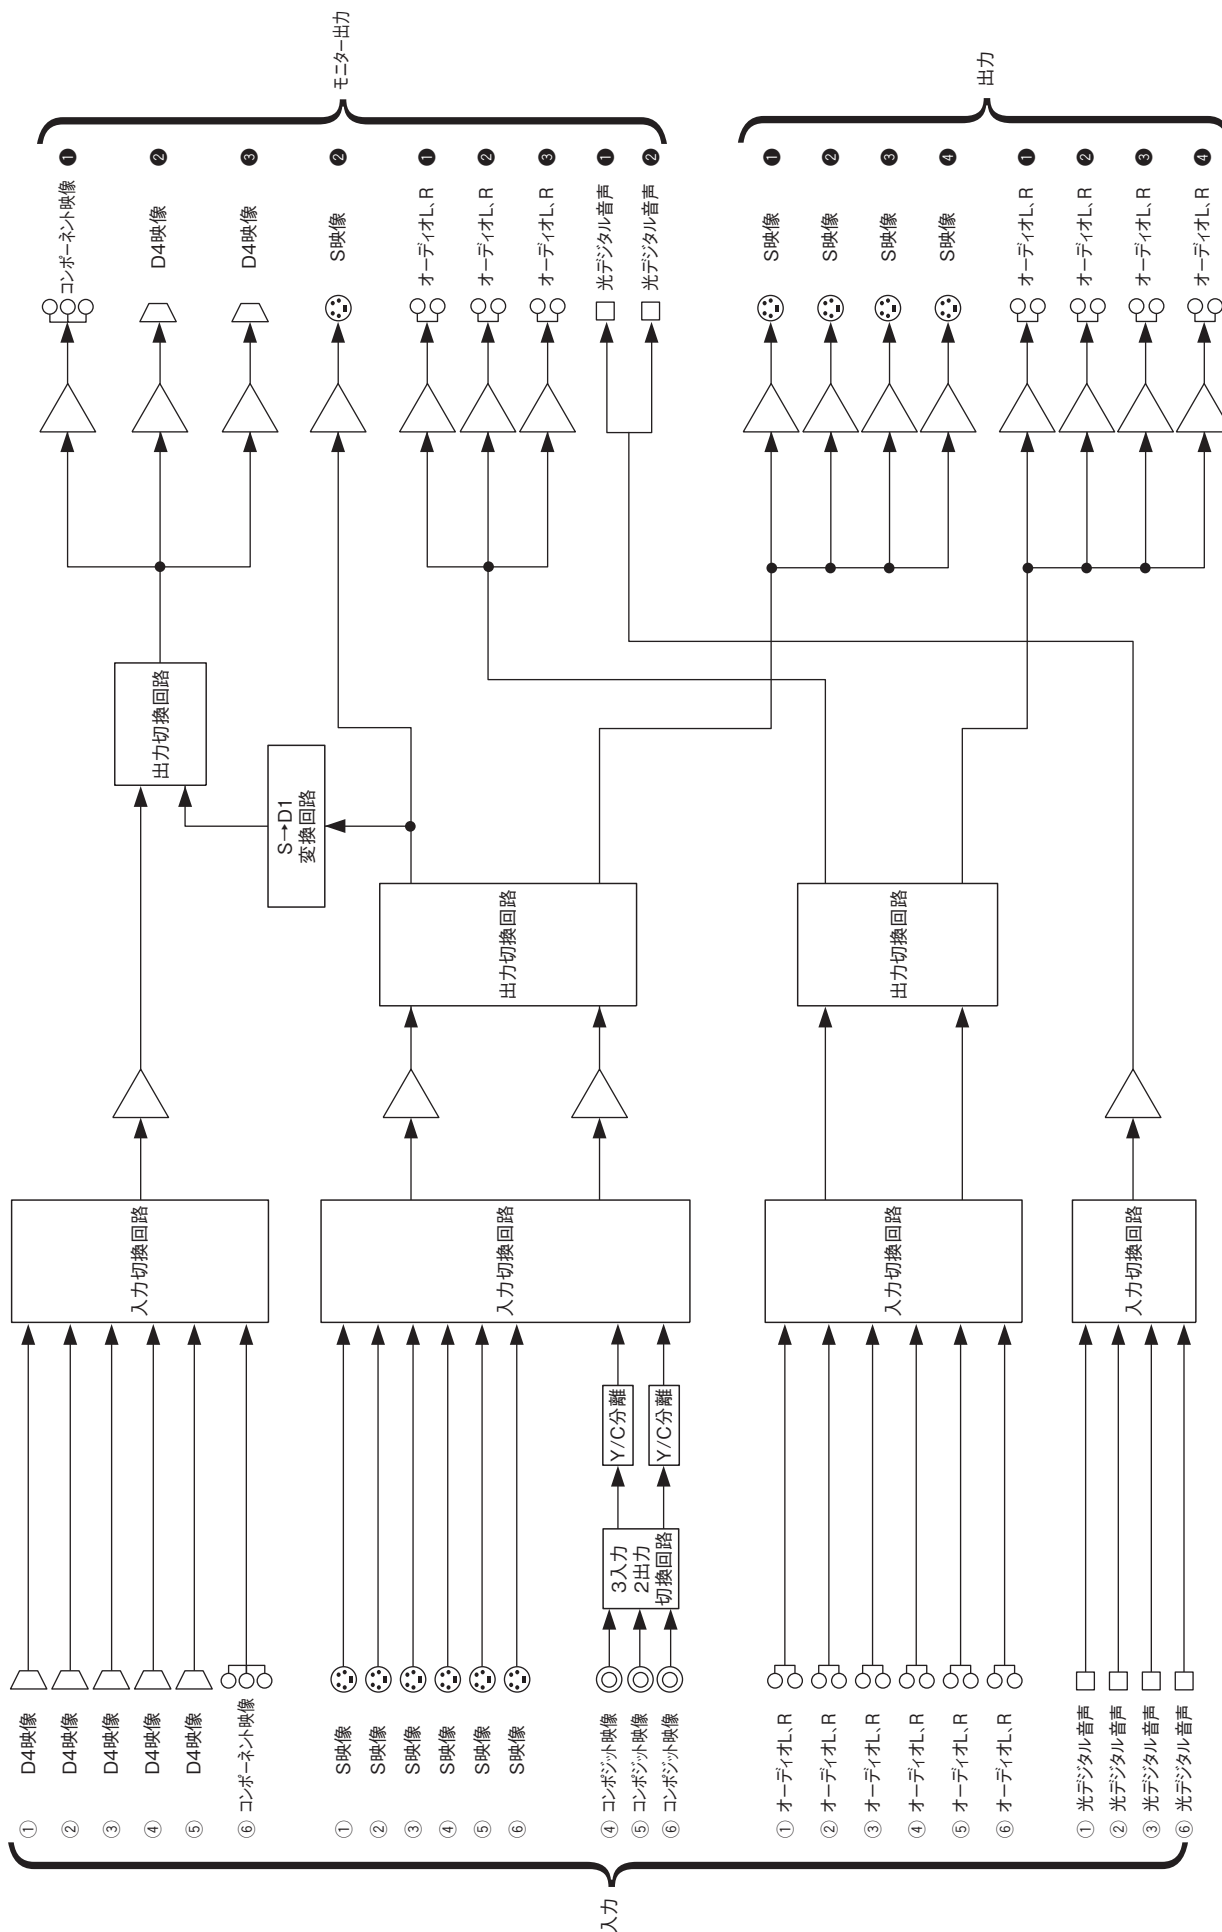 入力
① D4映像
② D4映像
③ D4映像
④ D4映像
⑤ D4映像
⑥ コンポーネント映像
① S映像
② S映像
③ S映像
④ S映像
⑤ S映像
⑥ S映像
④ コンポジット映像
⑤ コンポジット映像
⑥ コンポジット映像
① オーディオL、R
② オーディオL、R
③ オーディオL、R
④ オーディオL、R
⑤ オーディオL、R
⑥ オーディオL、R
① 光デジタル音声
② 光デジタル音声
③ 光デジタル音声
⑥ 光デジタル音声
3入力
2出力
切換回路
Y/C分離
Y/C分離
入力切換回路
入力切換回路
入力切換回路
入力切換回路
出力切換回路
出力切換回路
S→D1
変換回路
出力切換回路
コンポーネント映像 ❶
D4映像 ❷
D4映像 ❸
S映像 ❷
オーディオL、R ❶
オーディオL、R ❷
オーディオL、R ❸
光デジタル音声 ❶
光デジタル音声 ❷
モニター出力
S映像 ❶
S映像 ❷
S映像 ❸
S映像 ❹
オーディオL、R ❶
オーディオL、R ❷
オーディオL、R ❸
オーディオL、R ❹
出力